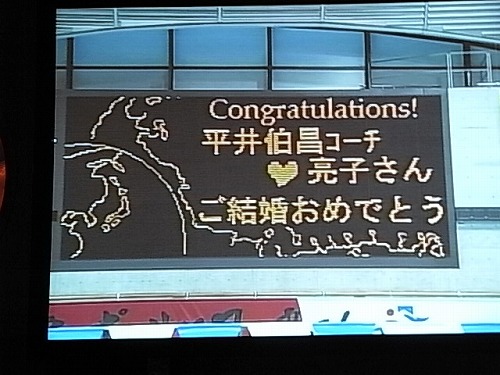 Congratulations!
平井伯昌コーチ
♥亮子さん
ご結婚おめでとう